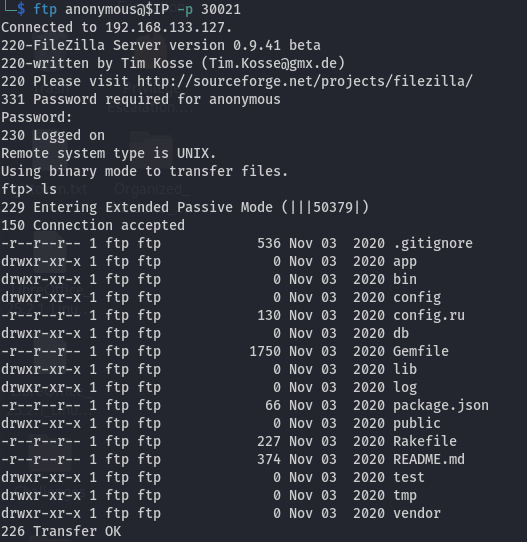 └─$ ftp anonymous@$IP -p 30021
Connected to 192.168.133.127.
220-FileZilla Server version 0.9.41 beta
220-written by Tim Kosse (Tim.Kosse@gmx.de)
220 Please visit http://sourceforge.net/projects/filezilla/
331 Password required for anonymous
Password:
230 Logged on
Remote system type is UNIX.
Using binary mode to transfer files.
ftp> ls
229 Entering Extended Passive Mode (|||50379|)
150 Connection accepted
-r--r--r-- 1 ftp ftp            536 Nov 03  2020 .gitignore
drwxr-xr-x 1 ftp ftp              0 Nov 03  2020 app
drwxr-xr-x 1 ftp ftp              0 Nov 03  2020 bin
drwxr-xr-x 1 ftp ftp              0 Nov 03  2020 config
-r--r--r-- 1 ftp ftp            130 Nov 03  2020 config.ru
drwxr-xr-x 1 ftp ftp              0 Nov 03  2020 db
-r--r--r-- 1 ftp ftp           1750 Nov 03  2020 Gemfile
drwxr-xr-x 1 ftp ftp              0 Nov 03  2020 lib
drwxr-xr-x 1 ftp ftp              0 Nov 03  2020 log
-r--r--r-- 1 ftp ftp             66 Nov 03  2020 package.json
drwxr-xr-x 1 ftp ftp              0 Nov 03  2020 public
-r--r--r-- 1 ftp ftp            227 Nov 03  2020 Rakefile
-r--r--r-- 1 ftp ftp            374 Nov 03  2020 README.md
drwxr-xr-x 1 ftp ftp              0 Nov 03  2020 test
drwxr-xr-x 1 ftp ftp              0 Nov 03  2020 tmp
drwxr-xr-x 1 ftp ftp              0 Nov 03  2020 vendor
226 Transfer OK